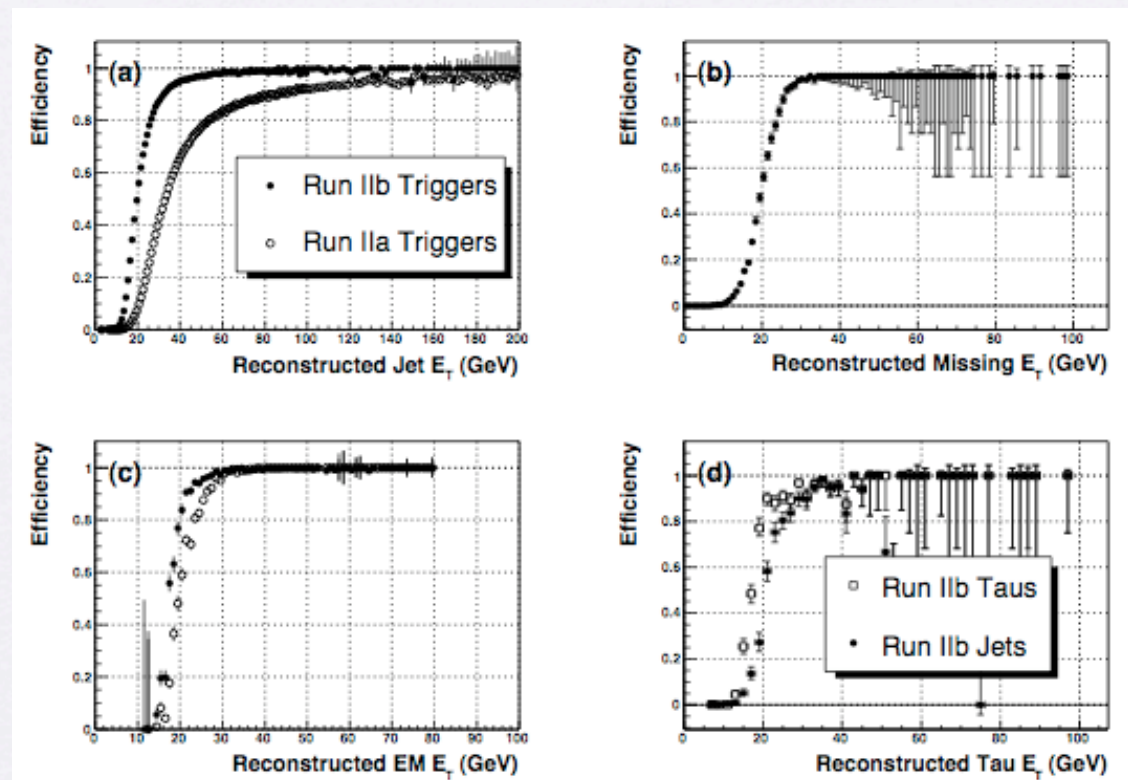 (a)
Efficiency
1
0.8
0.6
0.4
0.2
0
Run IIb Triggers
Run IIa Triggers
0 20 40 60 80 100 120 140 160 180 200
Reconstructed Jet E_T (GeV)
(b)
Efficiency
1
0.8
0.6
0.4
0.2
0
0 20 40 60 80 100
Reconstructed Missing E_T (GeV)
(c)
Efficiency
1
0.8
0.6
0.4
0.2
0
0 10 20 30 40 50 60 70 80 90 100
Reconstructed EM E_T (GeV)
(d)
Efficiency
1
0.8
0.6
0.4
0.2
0
Run IIb Taus
Run IIb Jets
0 20 40 60 80 100
Reconstructed Tau E_T (GeV)